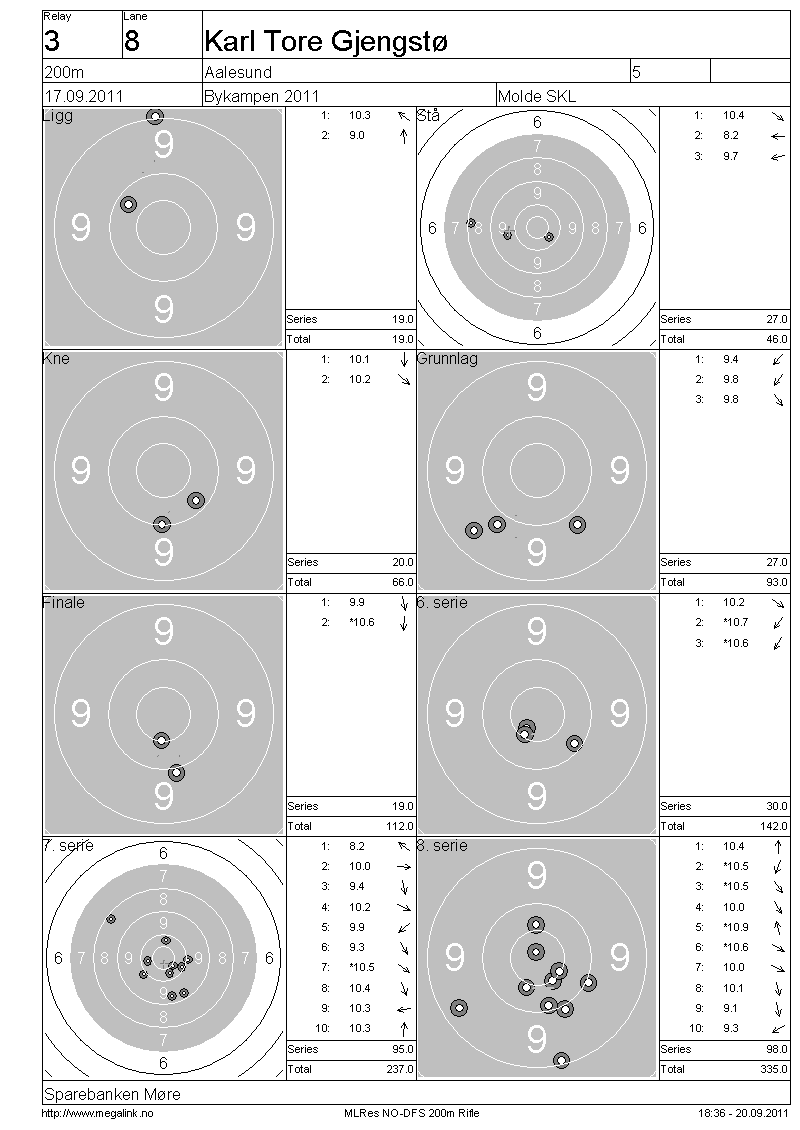 Relay Lane
3 8 Karl Tore Gjengstø
200m Aalesund 5
17.09.2011 Bykampen 2011 Molde SKL
Ligg
9
9 9
9
1: 10.3
2: 9.0
Series 19.0
Total 19.0
Stå
6
7
8
9
6 7 8 9 9 8 7 6
9
8
7
6
1: 10.4
2: 8.2
3: 9.7
Series 27.0
Total 46.0
Kne
9
9 9
9
1: 10.1
2: 10.2
Series 20.0
Total 66.0
Grunnlag
9
9 9
9
1: 9.4
2: 9.8
3: 9.8
Series 27.0
Total 93.0
Finale
9
9 9
9
1: 9.9
2: *10.6
Series 19.0
Total 112.0
6. serie
9
9 9
9
1: 10.2
2: *10.7
3: *10.6
Series 30.0
Total 142.0
7. serie
6
7
8
9
6 7 8 9 9 8 7 6
9
8
7
6
1: 8.2
2: 10.0
3: 9.4
4: 10.2
5: 9.9
6: 9.3
7: *10.5
8: 10.4
9: 10.3
10: 10.3
Series 95.0
Total 237.0
8. serie
9
9 9
9
1: 10.4
2: *10.5
3: *10.5
4: 10.0
5: *10.9
6: *10.6
7: 10.0
8: 10.1
9: 9.1
10: 9.3
Series 98.0
Total 335.0
Sparebanken Møre
http://www.megalink.no MLRes NO-DFS 200m Rifle 18:36 - 20.09.2011